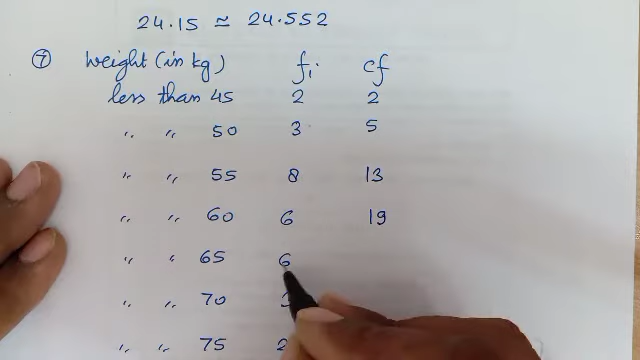 24.15 ≃ 24.552
⑦ Weight (in kg) fi cf
less than 45 2 2
〃 〃 50 3 5
〃 〃 55 8 13
〃 〃 60 6 19
〃 〃 65 6
〃 〃 70
〃 〃 75 2